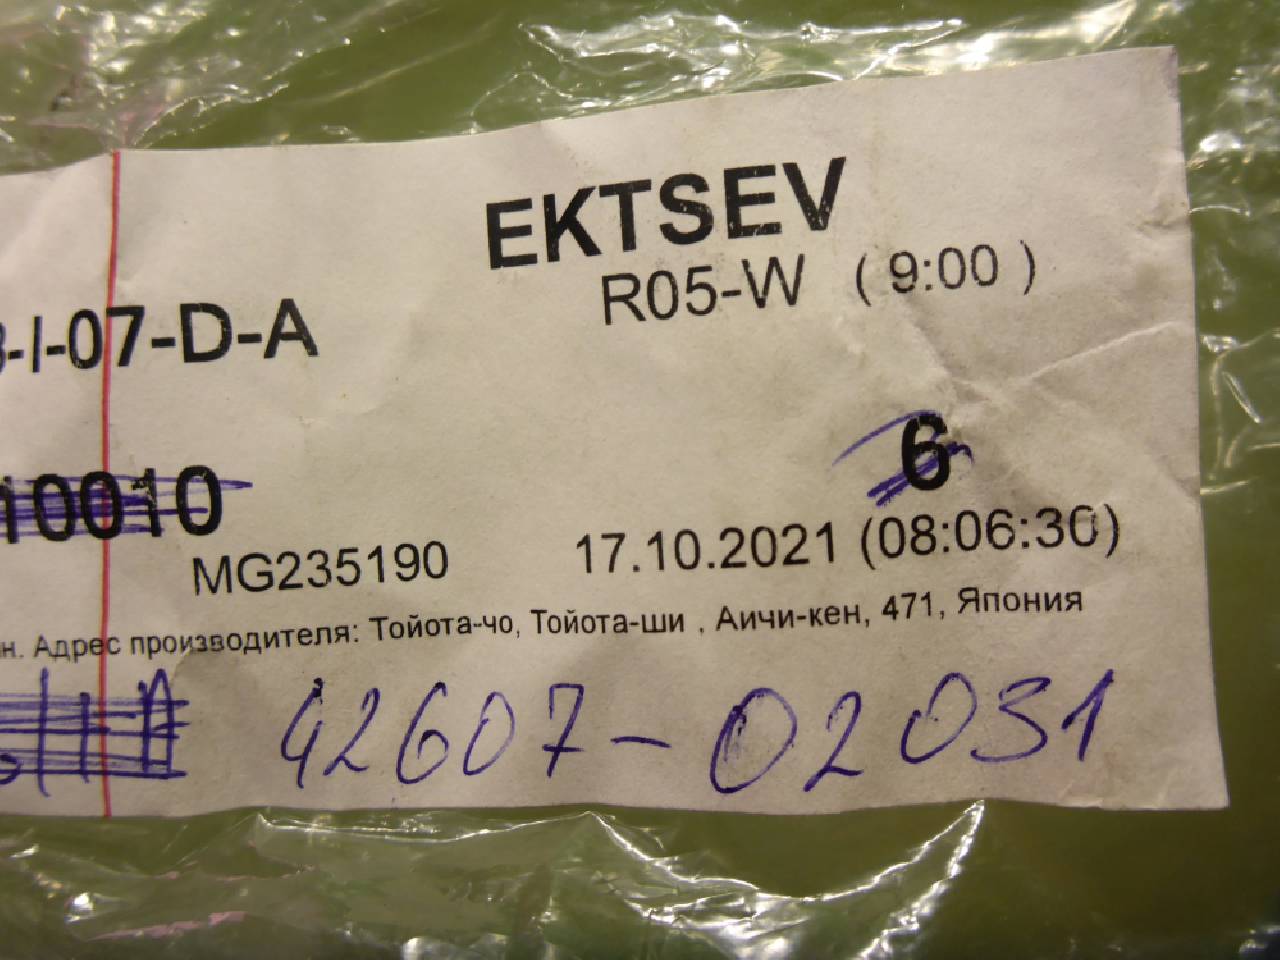 EKTSEV
R05-W ( 9:00 )
-I-07-D-A
6
10010
MG235190 17.10.2021 (08:06:30)
н. Адрес производителя: Тойота-чо, Тойота-ши , Аичи-кен, 471, Япония
42607-02031